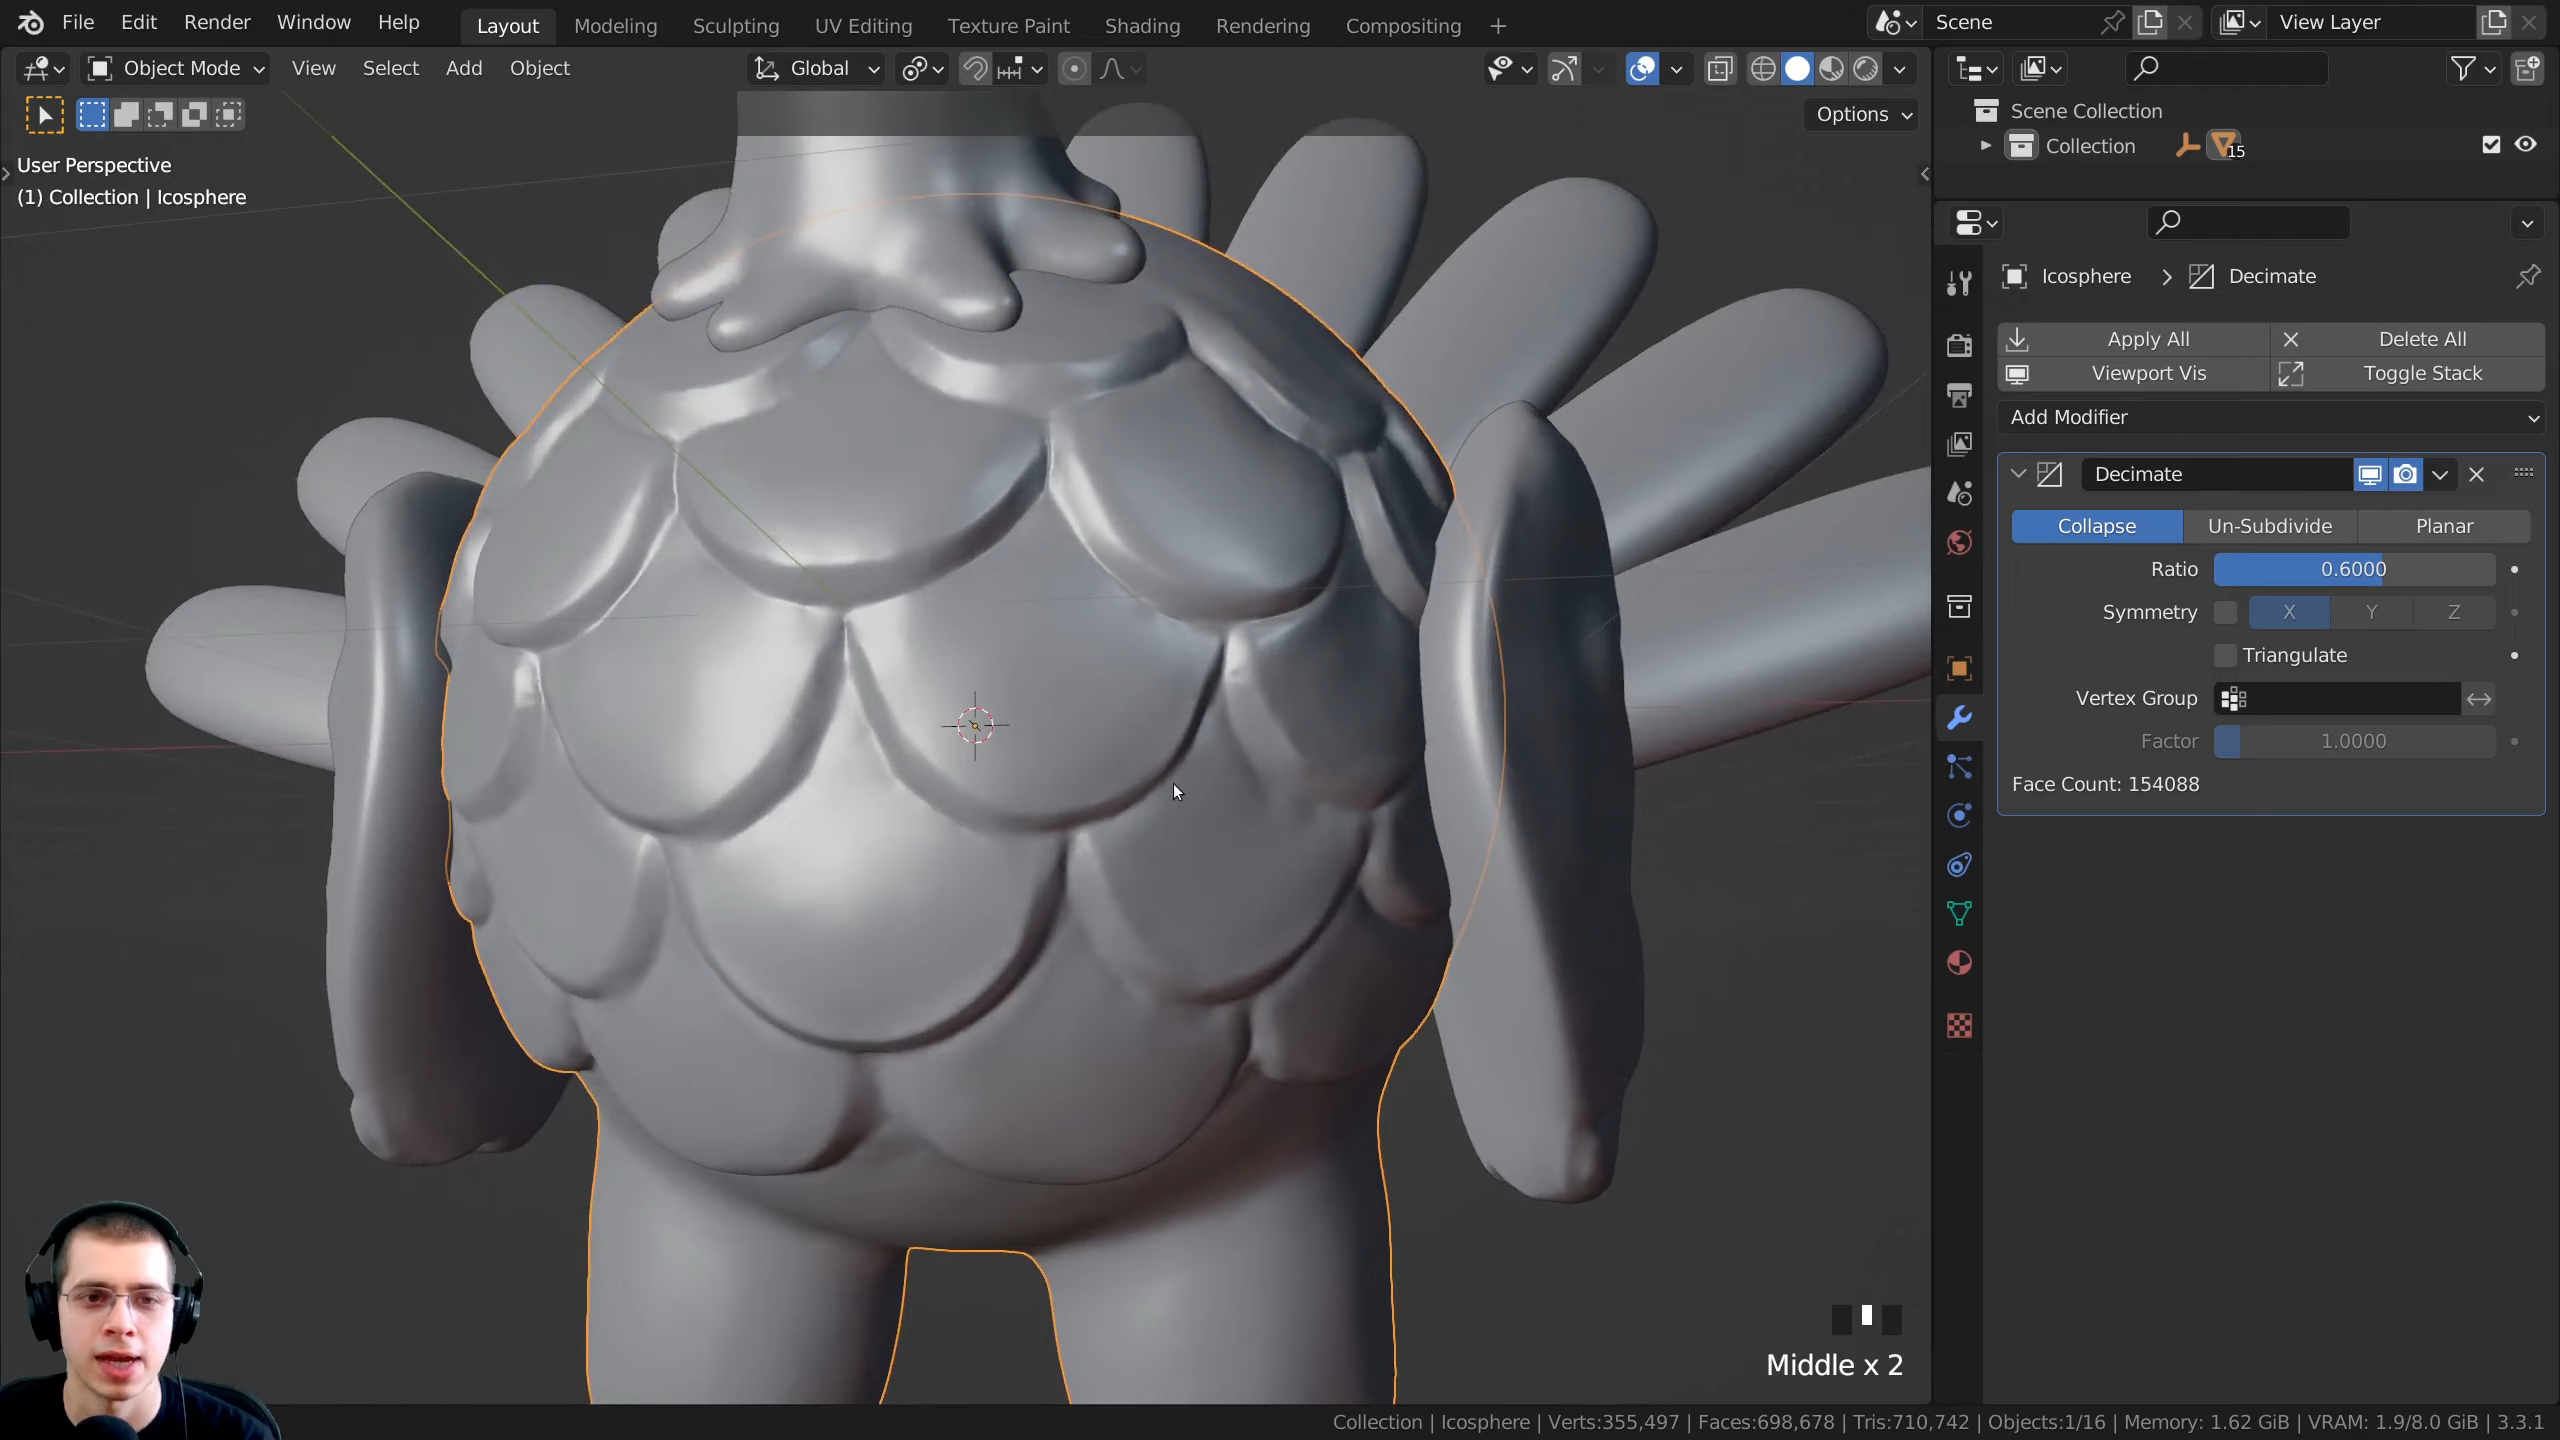 File Edit Render Window Help Layout Modeling Sculpting UV Editing Texture Paint Shading Rendering Compositing + Scene View Layer
Object Mode View Select Add Object Global
Options
User Perspective
(1) Collection | Icosphere
Scene Collection
Collection 15
Icosphere > Decimate
Apply All Delete All
Viewport Vis Toggle Stack
Add Modifier
Decimate
Collapse Un-Subdivide Planar
Ratio 0.6000
Symmetry X Y Z
Triangulate
Vertex Group
Factor 1.0000
Face Count: 154088
Middle x 2
Collection | Icosphere | Verts:355,497 | Faces:698,678 | Tris:710,742 | Objects:1/16 | Memory: 1.62 GiB | VRAM: 1.9/8.0 GiB | 3.3.1